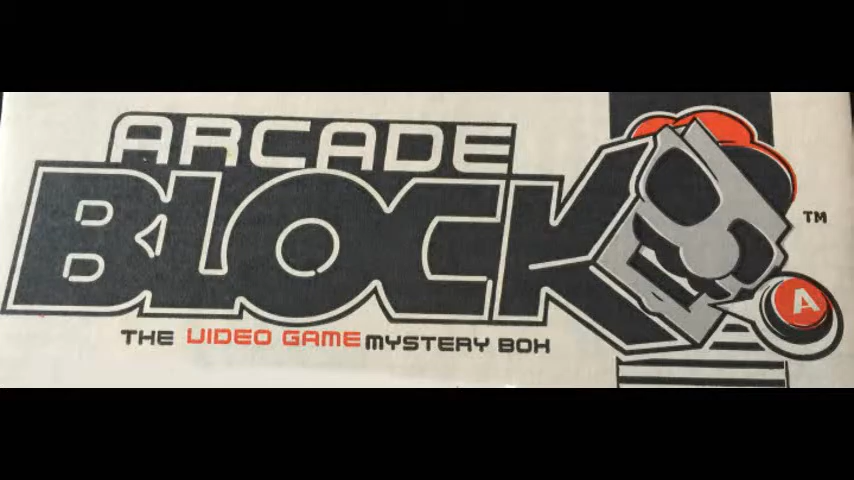 ARCADE
BLOCK
TM
A
THE VIDEO GAME MYSTERY BOX